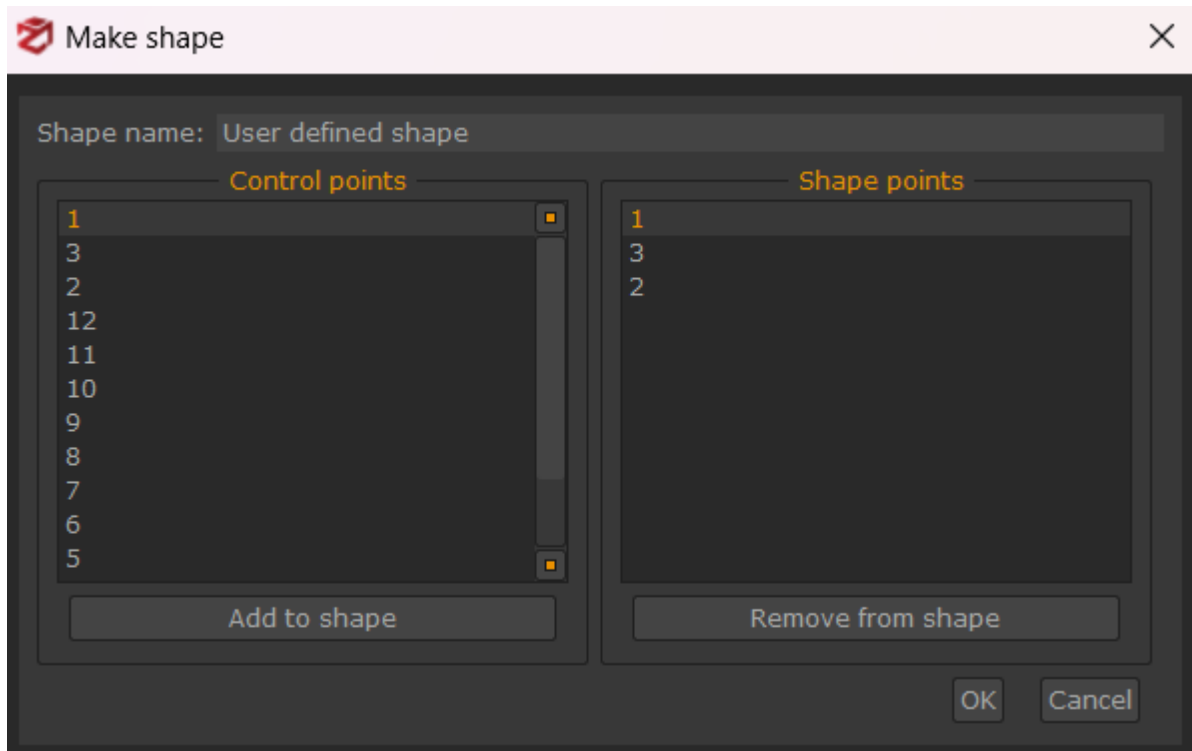 Make shape
Shape name: User defined shape
Control points
1
3
2
12
11
10
9
8
7
6
5
Add to shape
Shape points
1
3
2
Remove from shape
OK
Cancel